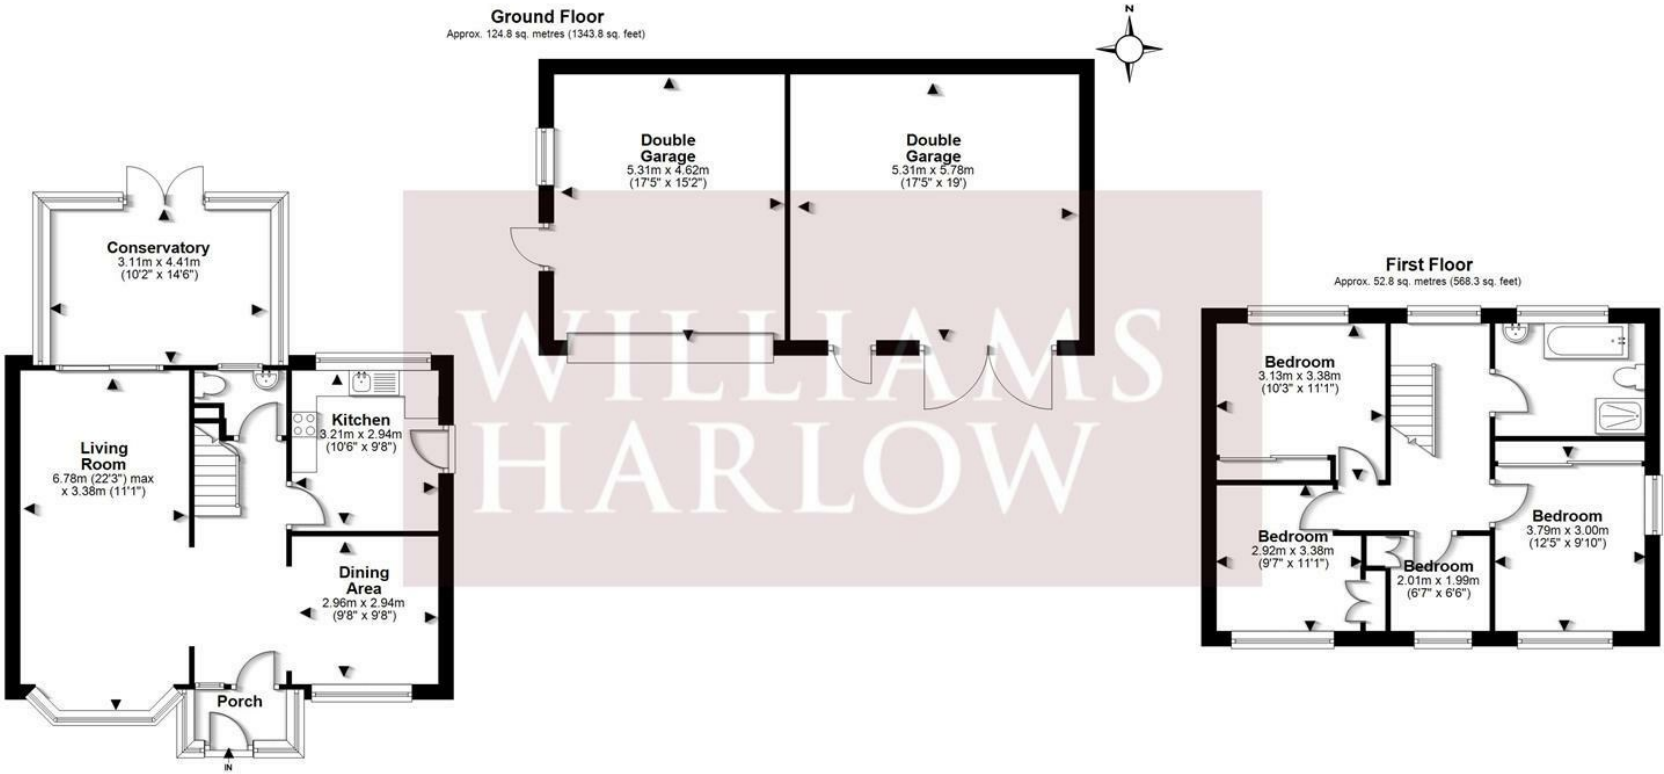 Ground Floor
Approx. 124.8 sq. metres (1343.8 sq. feet)
N
Double
Garage
5.31m x 4.62m
(17'5" x 15'2")
Double
Garage
5.31m x 5.78m
(17'5" x 19')
Conservatory
3.11m x 4.41m
(10'2" x 14'6")
Kitchen
3.21m x 2.94m
(10'6" x 9'8")
Living
Room
6.78m (22'3") max
x 3.38m (11'1")
Dining
Area
2.96m x 2.94m
(9'8" x 9'8")
Porch
IN
WILLIAMS
HARLOW
First Floor
Approx. 52.8 sq. metres (568.3 sq. feet)
Bedroom
3.13m x 3.38m
(10'3" x 11'1")
Bedroom
2.92m x 3.38m
(9'7" x 11'1")
Bedroom
2.01m x 1.99m
(6'7" x 6'6")
Bedroom
3.79m x 3.00m
(12'5" x 9'10")